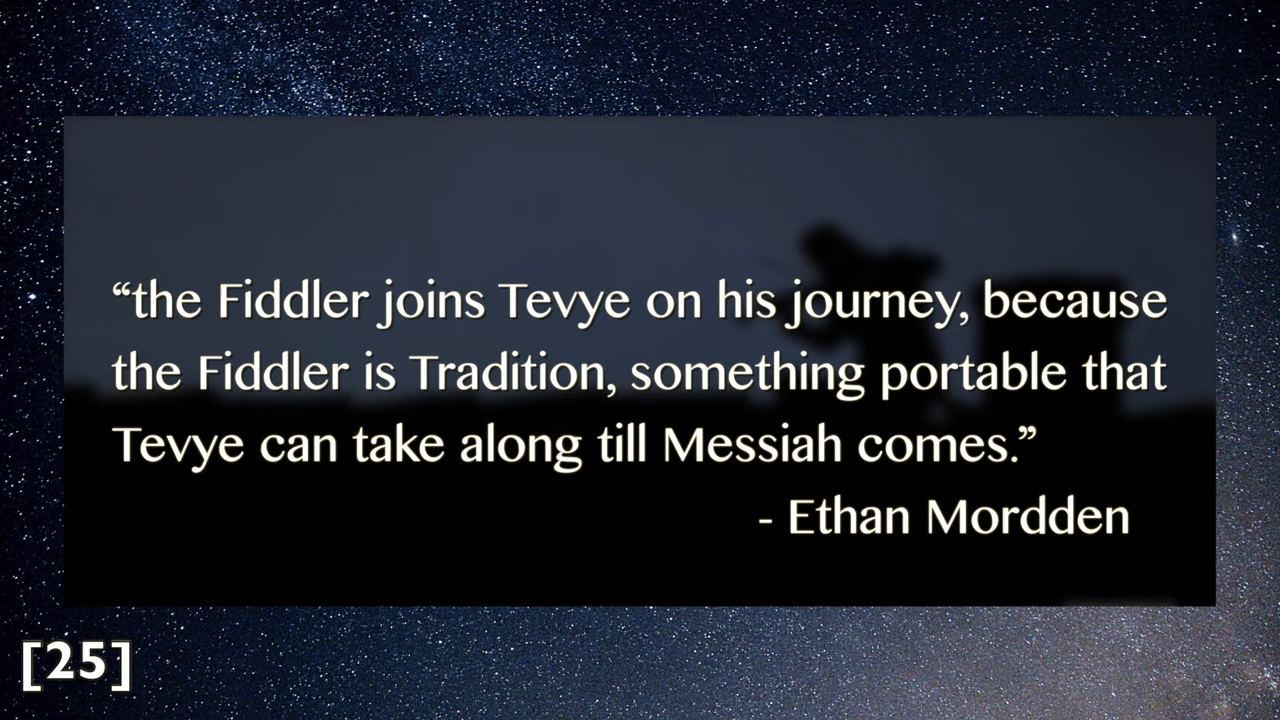 “the Fiddler joins Tevye on his journey, because
the Fiddler is Tradition, something portable that
Tevye can take along till Messiah comes.”
- Ethan Mordden
[25]